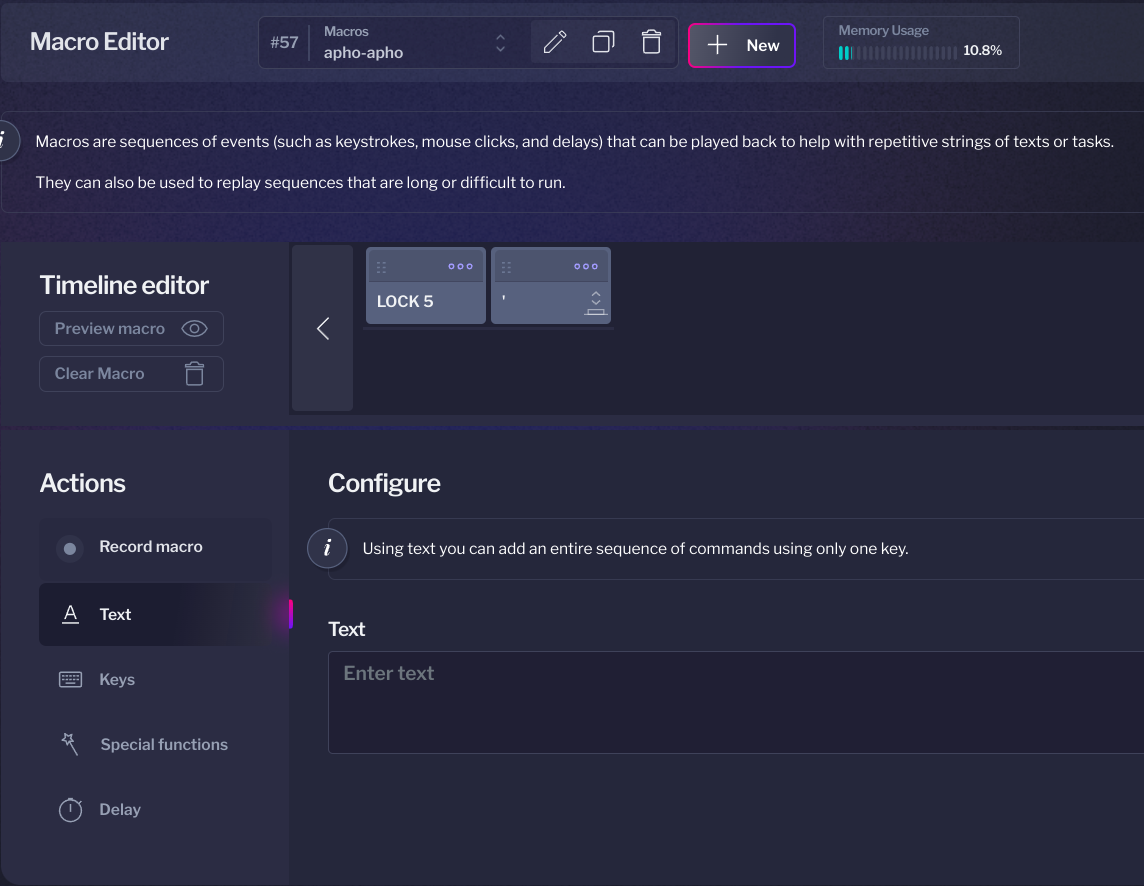 Macro Editor
#57
Macros
apho-apho
New
Memory Usage
10.8%
i
Macros are sequences of events (such as keystrokes, mouse clicks, and delays) that can be played back to help with repetitive strings of texts or tasks.
They can also be used to replay sequences that are long or difficult to run.
Timeline editor
Preview macro
Clear Macro
LOCK 5
'
Actions
Record macro
A Text
Keys
Special functions
Delay
Configure
i
Using text you can add an entire sequence of commands using only one key.
Text
Enter text